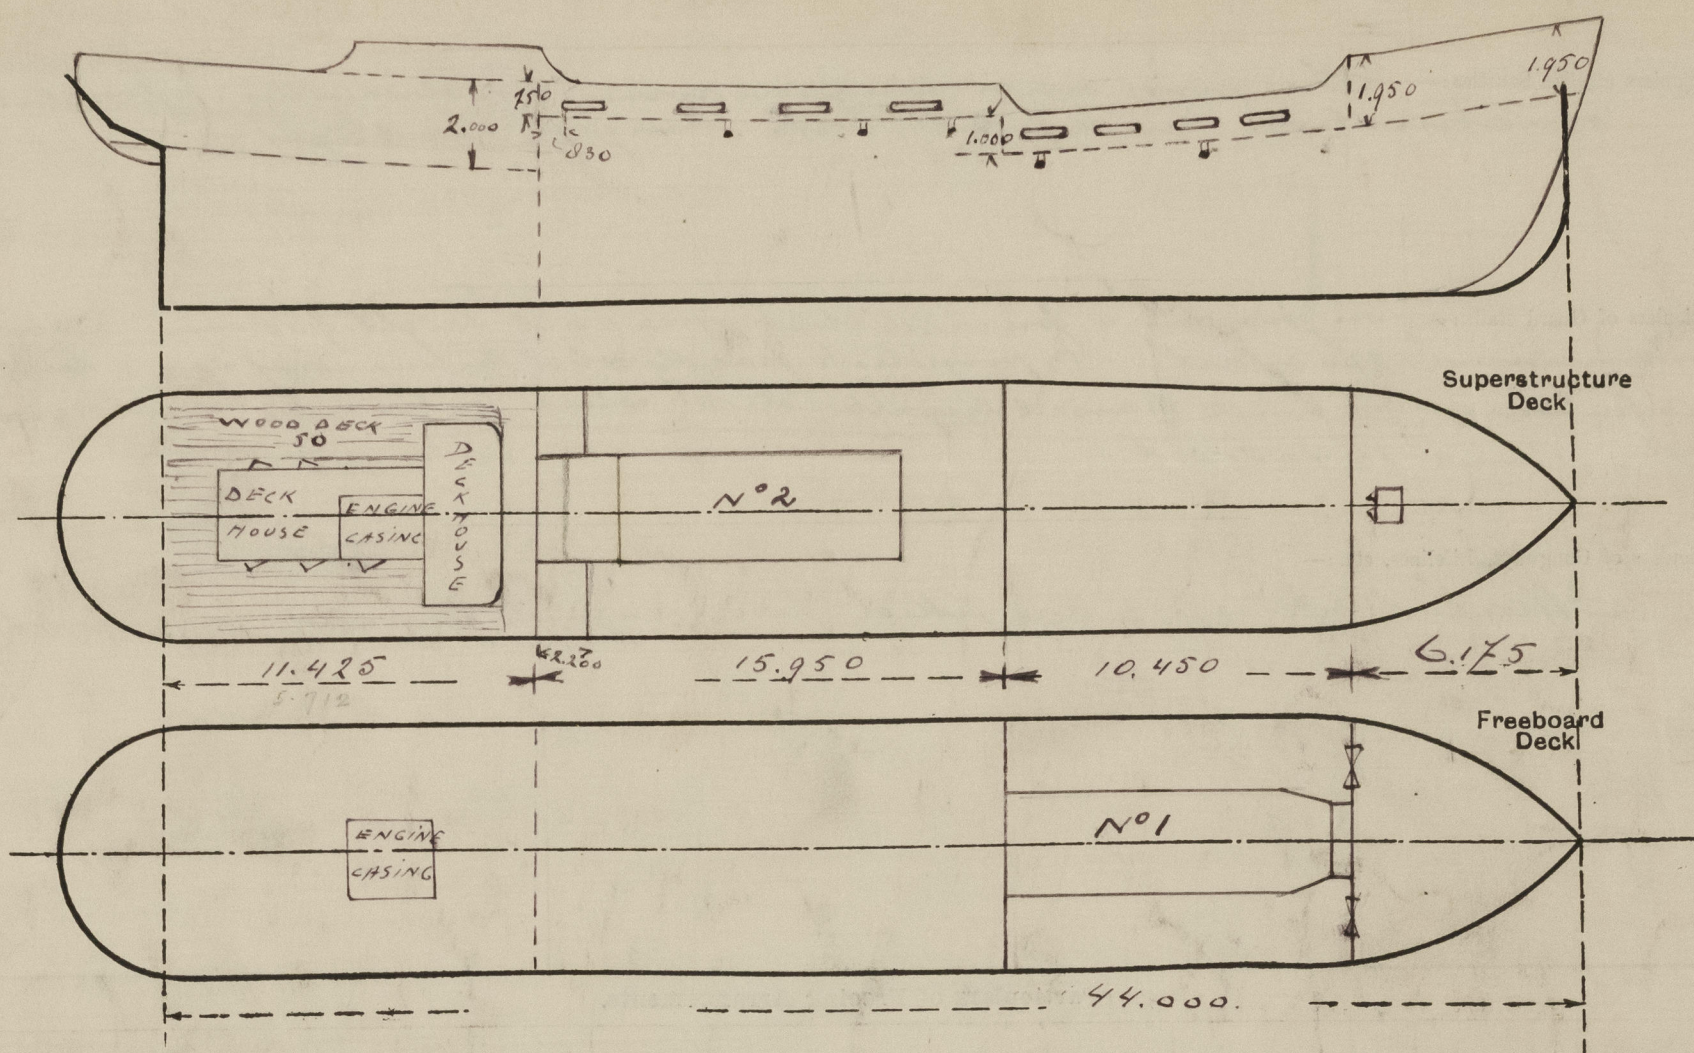 1.950
750
1.950
2.000
1.000
830
Superstructure
Deck
WOOD DECK
50
DECK
HOUSE
ENGINE
CASING
DECK HOUSE
Nº2
11.425
2.200
15.950
10.450
6.175
5.712
Freeboard
Deck
ENGINE
CASING
Nº1
44.000.